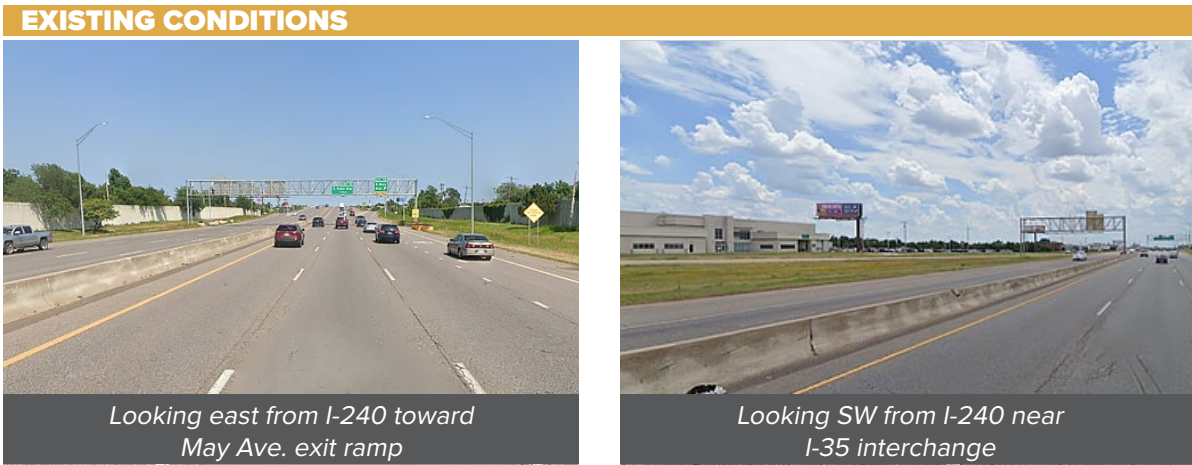 EXISTING CONDITIONS
Looking east from I-240 toward
May Ave. exit ramp
Looking SW from I-240 near
I-35 interchange